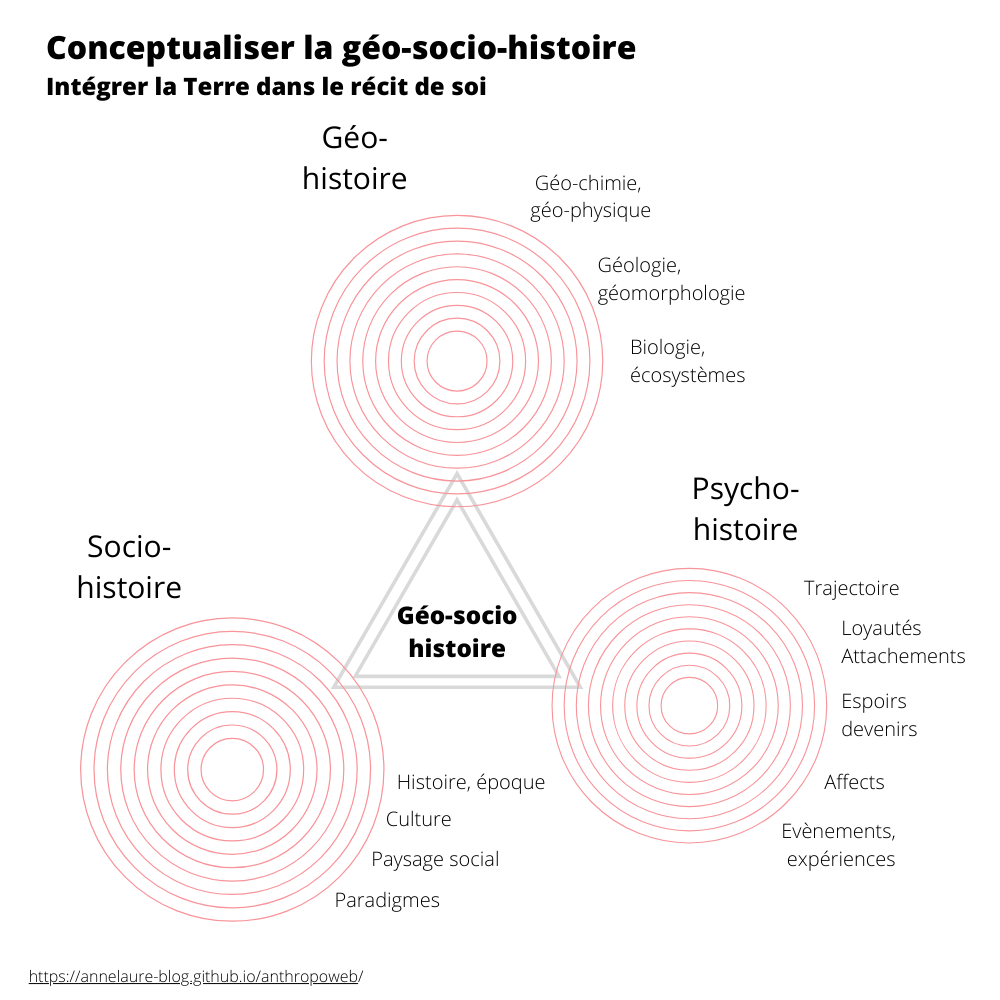 Conceptualiser la géo-socio-histoire
Intégrer la Terre dans le récit de soi
Géo-
histoire
Géo-chimie,
géo-physique
Géologie,
géomorphologie
Biologie,
écosystèmes
Psycho-
histoire
Trajectoire
Loyautés
Attachements
Espoirs
devenirs
Affects
Evènements,
expériences
Socio-
histoire
Géo-socio
histoire
Histoire, époque
Culture
Paysage social
Paradigmes
https://annelaure-blog.github.io/anthropoweb/